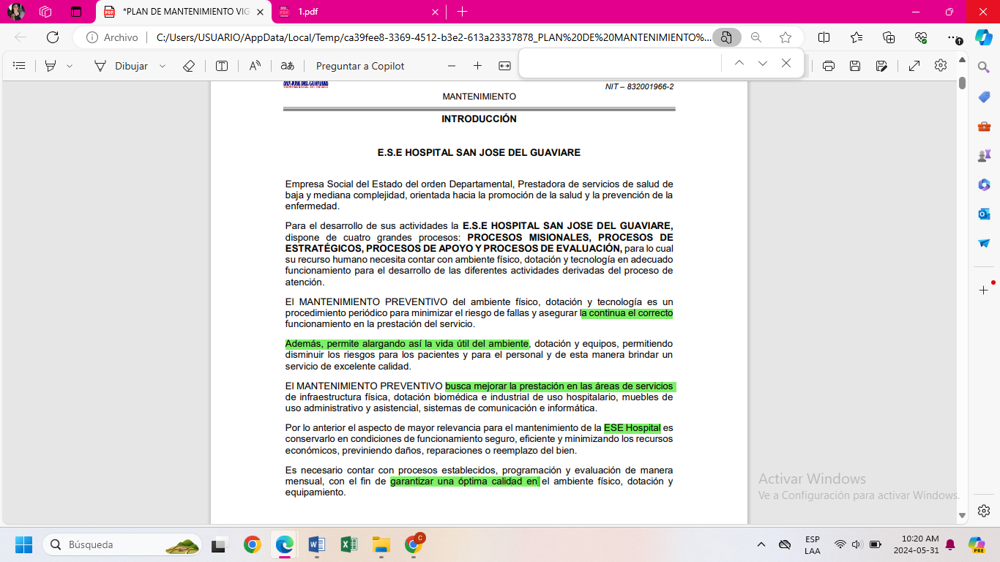 *PLAN DE MANTENIMIENTO VIG
1.pdf
Archivo
C:/Users/USUARIO/AppData/Local/Temp/ca39fee8-3369-4512-b3e2-613a23337878_PLAN%20DE%20MANTENIMIENTO%...
Dibujar
Preguntar a Copilot
SAN JOSE DEL GUAVIARE
EMPRESA SOCIAL DEL ESTADO
NIT – 832001966-2
MANTENIMIENTO
INTRODUCCIÓN
E.S.E HOSPITAL SAN JOSE DEL GUAVIARE
Empresa Social del Estado del orden Departamental, Prestadora de servicios de salud de
baja y mediana complejidad, orientada hacia la promoción de la salud y la prevención de la
enfermedad.
Para el desarrollo de sus actividades la E.S.E HOSPITAL SAN JOSE DEL GUAVIARE,
dispone de cuatro grandes procesos: PROCESOS MISIONALES, PROCESOS DE
ESTRATÉGICOS, PROCESOS DE APOYO Y PROCESOS DE EVALUACIÓN, para lo cual
su recurso humano necesita contar con ambiente físico, dotación y tecnología en adecuado
funcionamiento para el desarrollo de las diferentes actividades derivadas del proceso de
atención.
El MANTENIMIENTO PREVENTIVO del ambiente físico, dotación y tecnología es un
procedimiento periódico para minimizar el riesgo de fallas y asegurar la continua el correcto
funcionamiento en la prestación del servicio.
Además, permite alargando así la vida útil del ambiente, dotación y equipos, permitiendo
disminuir los riesgos para los pacientes y para el personal y de esta manera brindar un
servicio de excelente calidad.
El MANTENIMIENTO PREVENTIVO busca mejorar la prestación en las áreas de servicios
de infraestructura física, dotación biomédica e industrial de uso hospitalario, muebles de
uso administrativo y asistencial, sistemas de comunicación e informática.
Por lo anterior el aspecto de mayor relevancia para el mantenimiento de la ESE Hospital es
conservarlo en condiciones de funcionamiento seguro, eficiente y minimizando los recursos
económicos, previniendo daños, reparaciones o reemplazo del bien.
Es necesario contar con procesos establecidos, programación y evaluación de manera
mensual, con el fin de garantizar una óptima calidad en el ambiente físico, dotación y
equipamiento.
Activar Windows
Ve a Configuración para activar Windows.
Búsqueda
ESP
LAA
10:20 AM
2024-05-31